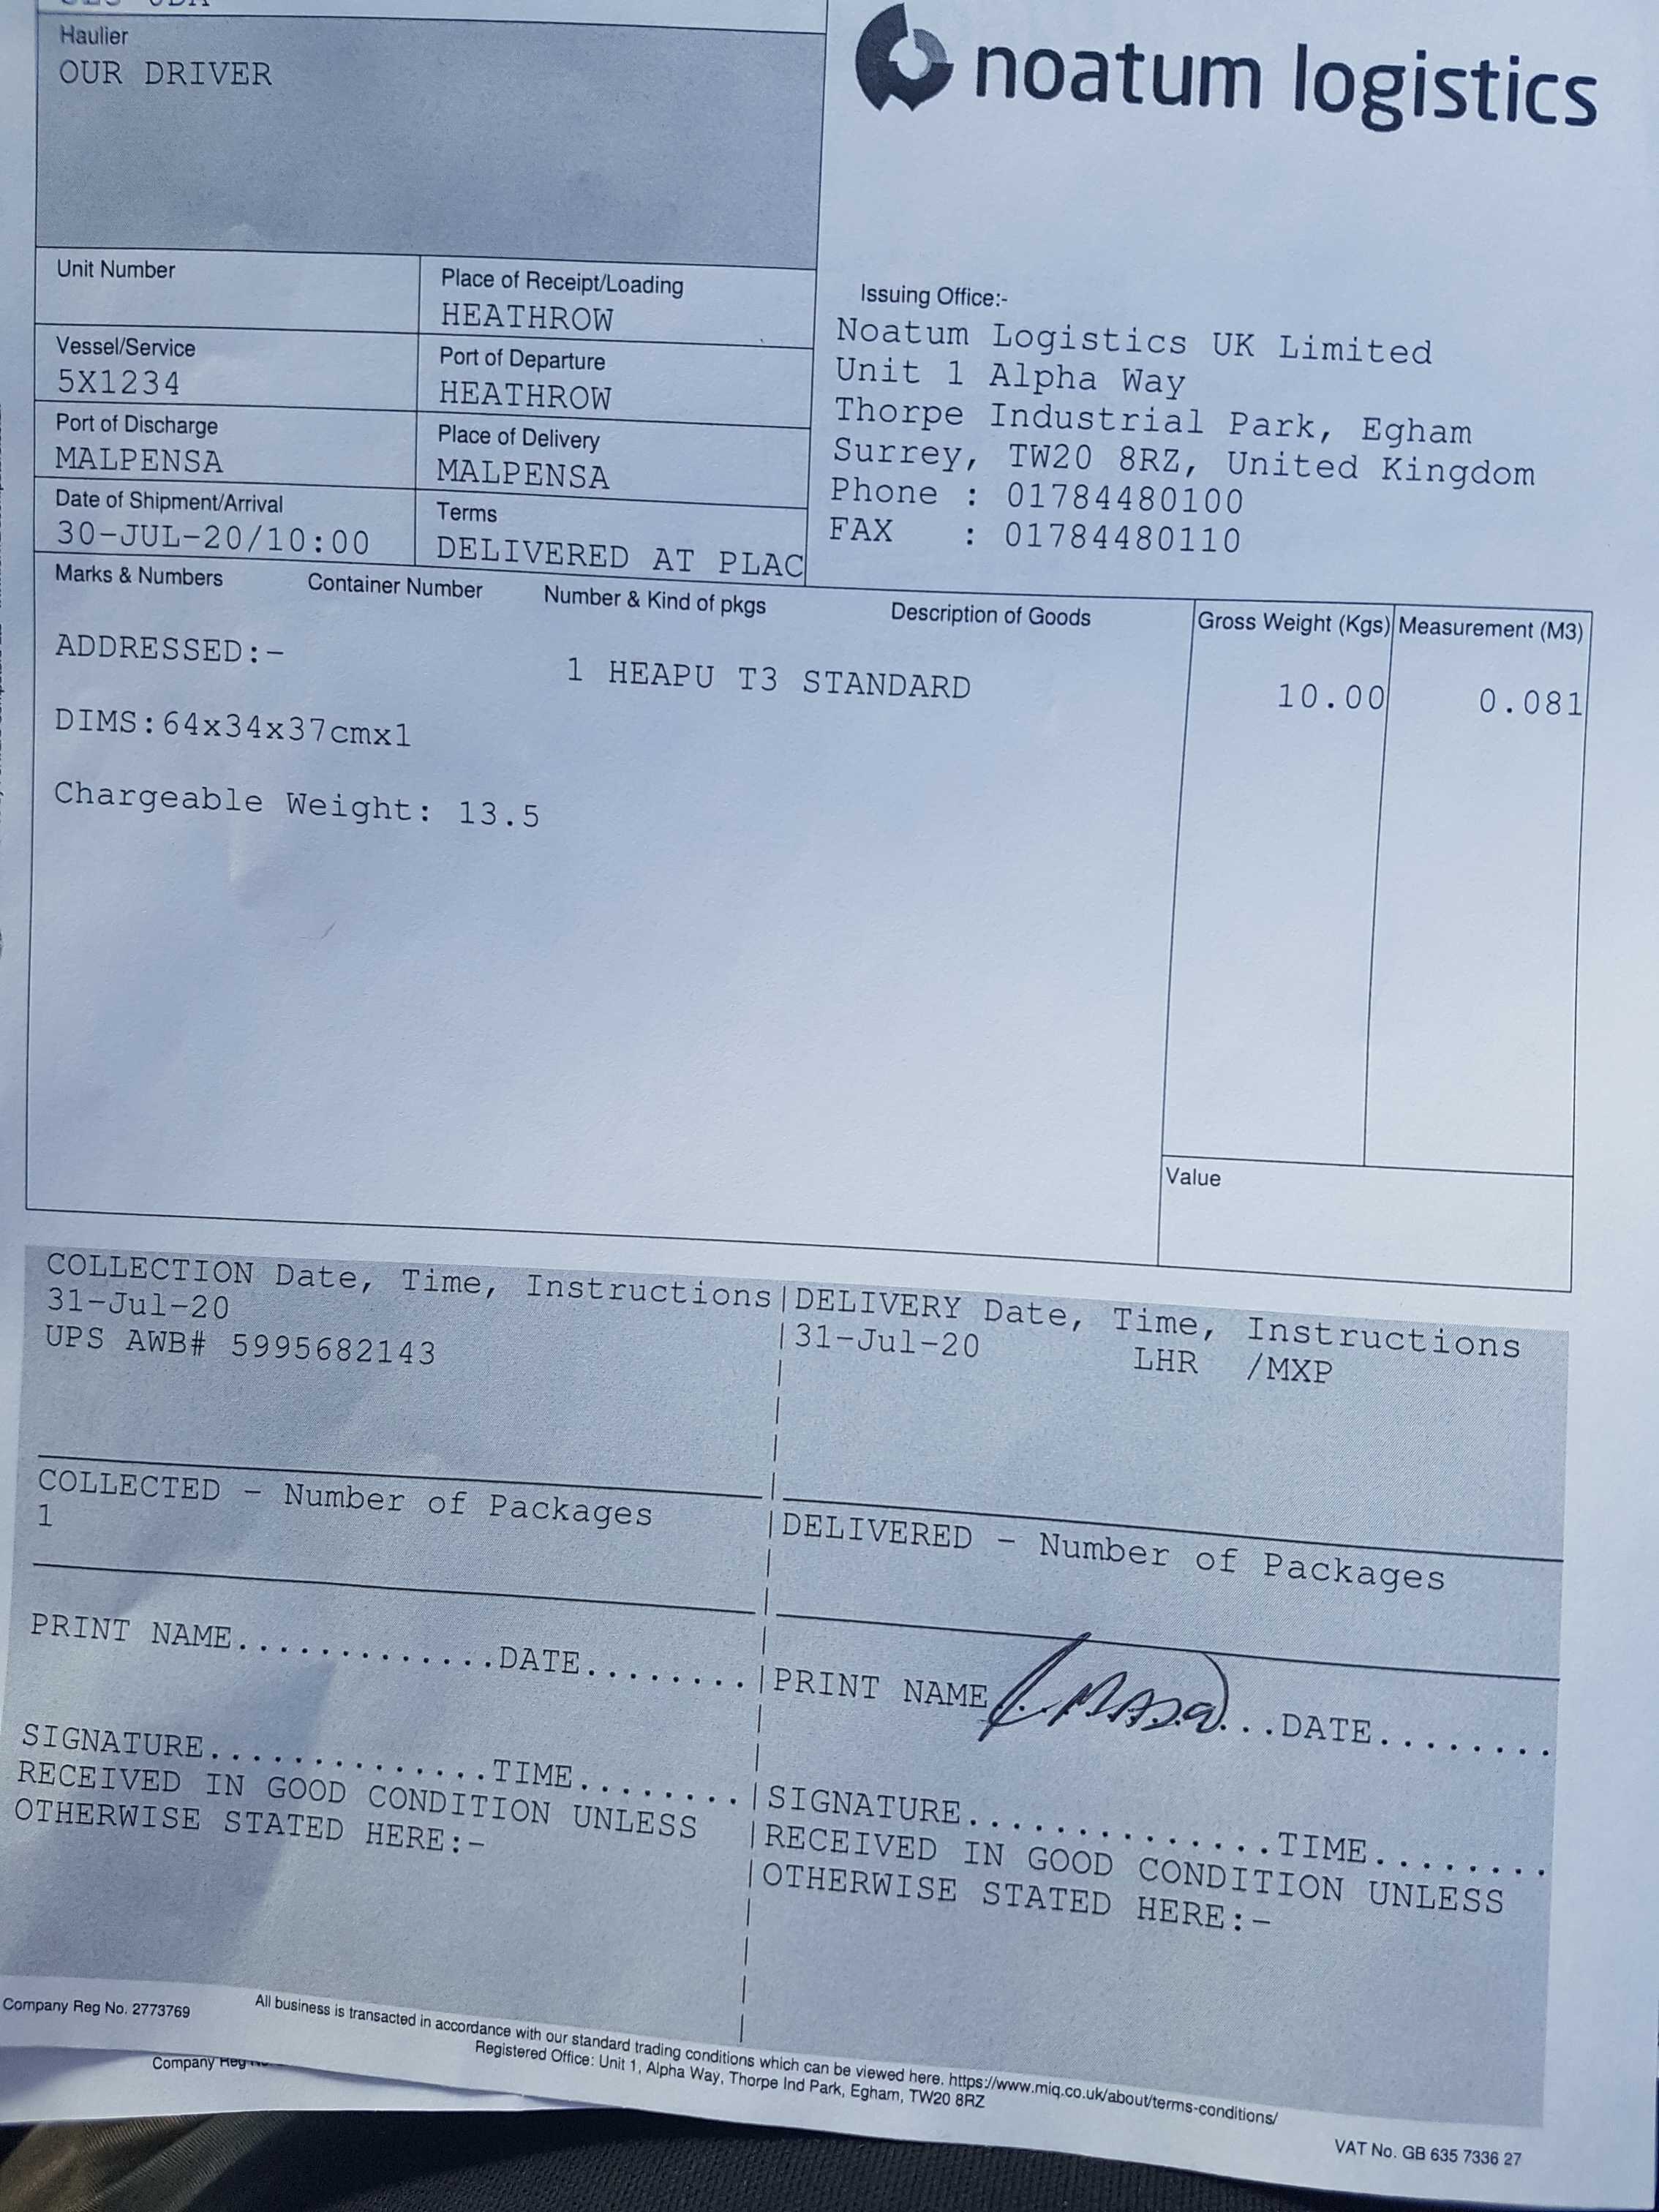 Haulier
OUR DRIVER
noatum logistics
Unit Number
Place of Receipt/Loading
HEATHROW
Vessel/Service
5X1234
Port of Departure
HEATHROW
Port of Discharge
MALPENSA
Place of Delivery
MALPENSA
Date of Shipment/Arrival
30-JUL-20/10:00
Terms
DELIVERED AT PLAC
Issuing Office:-
Noatum Logistics UK Limited
Unit 1 Alpha Way
Thorpe Industrial Park, Egham
Surrey, TW20 8RZ, United Kingdom
Phone : 01784480100
FAX : 01784480110
Marks & Numbers Container Number Number & Kind of pkgs Description of Goods Gross Weight (Kgs) Measurement (M3)
ADDRESSED:- 1 HEAPU T3 STANDARD 10.00 0.081
DIMS:64x34x37cmx1
Chargeable Weight: 13.5
Value
COLLECTION Date, Time, Instructions
31-Jul-20
UPS AWB# 5995682143
DELIVERY Date, Time, Instructions
31-Jul-20 LHR /MXP
COLLECTED - Number of Packages
1
DELIVERED - Number of Packages
PRINT NAME.............DATE........
SIGNATURE..............TIME........
RECEIVED IN GOOD CONDITION UNLESS
OTHERWISE STATED HERE:-
PRINT NAME ...DATE........
SIGNATURE...............TIME........
RECEIVED IN GOOD CONDITION UNLESS
OTHERWISE STATED HERE:-
Company Reg No. 2773769
All business is transacted in accordance with our standard trading conditions which can be viewed here. https://www.miq.co.uk/about/terms-conditions/
Registered Office: Unit 1, Alpha Way, Thorpe Ind Park, Egham, TW20 8RZ
VAT No. GB 635 7336 27
Company Reg